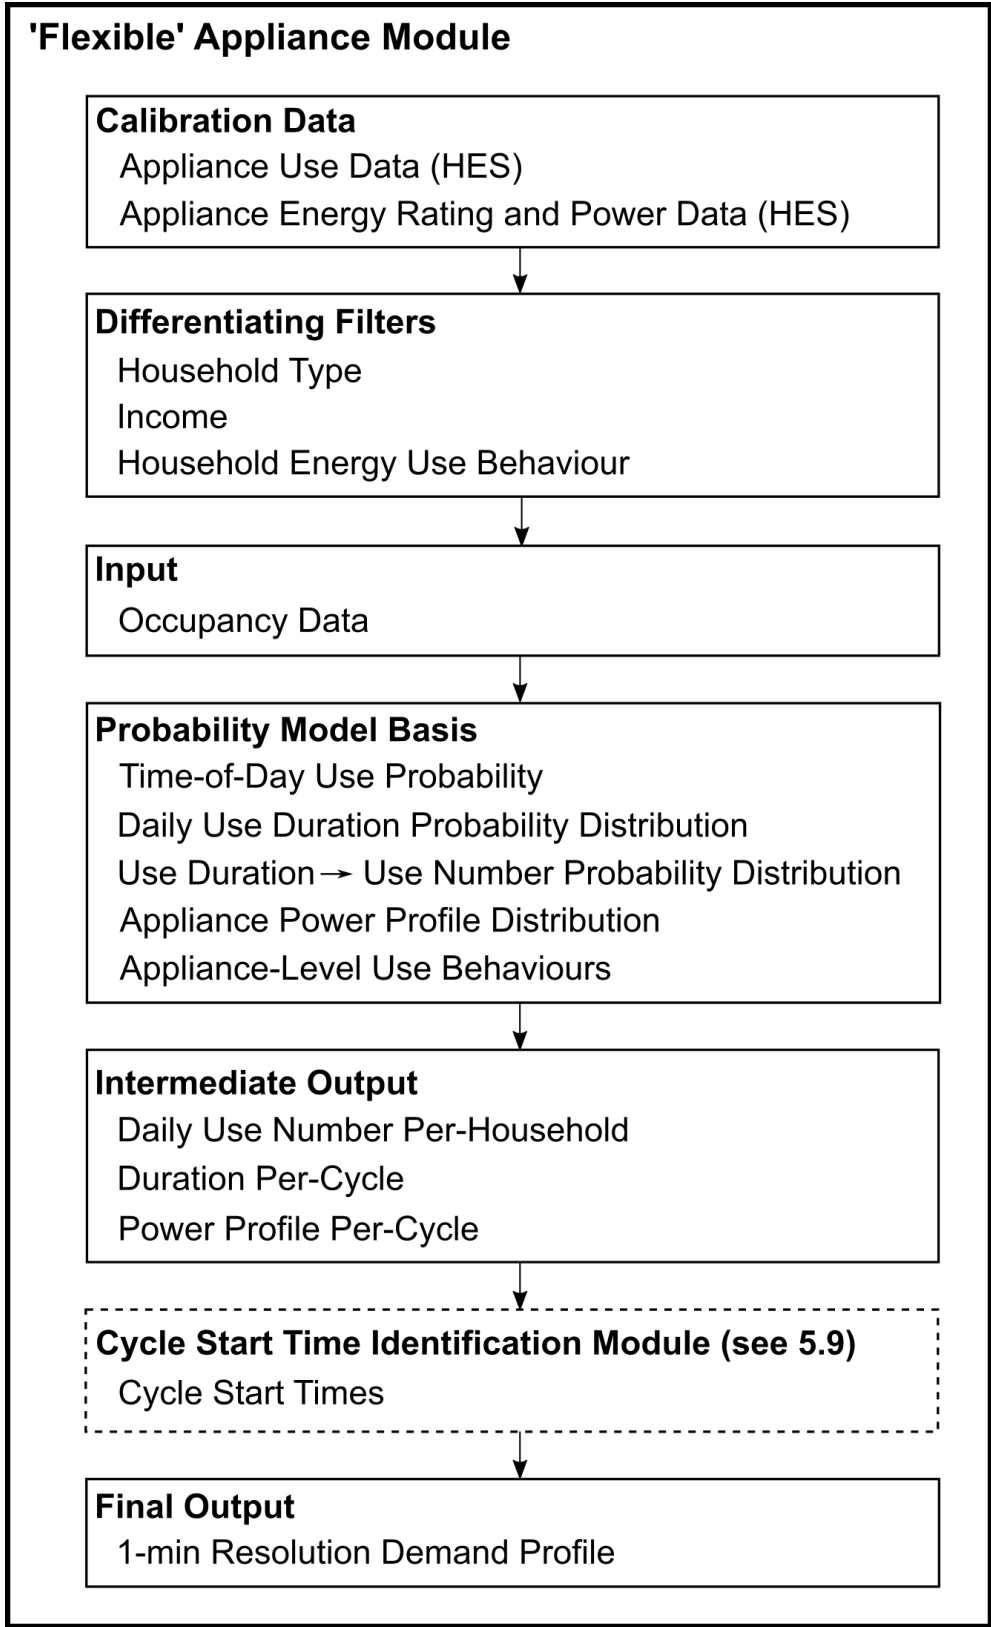 'Flexible' Appliance Module
Calibration Data
Appliance Use Data (HES)
Appliance Energy Rating and Power Data (HES)
Differentiating Filters
Household Type
Income
Household Energy Use Behaviour
Input
Occupancy Data
Probability Model Basis
Time-of-Day Use Probability
Daily Use Duration Probability Distribution
Use Duration → Use Number Probability Distribution
Appliance Power Profile Distribution
Appliance-Level Use Behaviours
Intermediate Output
Daily Use Number Per-Household
Duration Per-Cycle
Power Profile Per-Cycle
Cycle Start Time Identification Module (see 5.9)
Cycle Start Times
Final Output
1-min Resolution Demand Profile